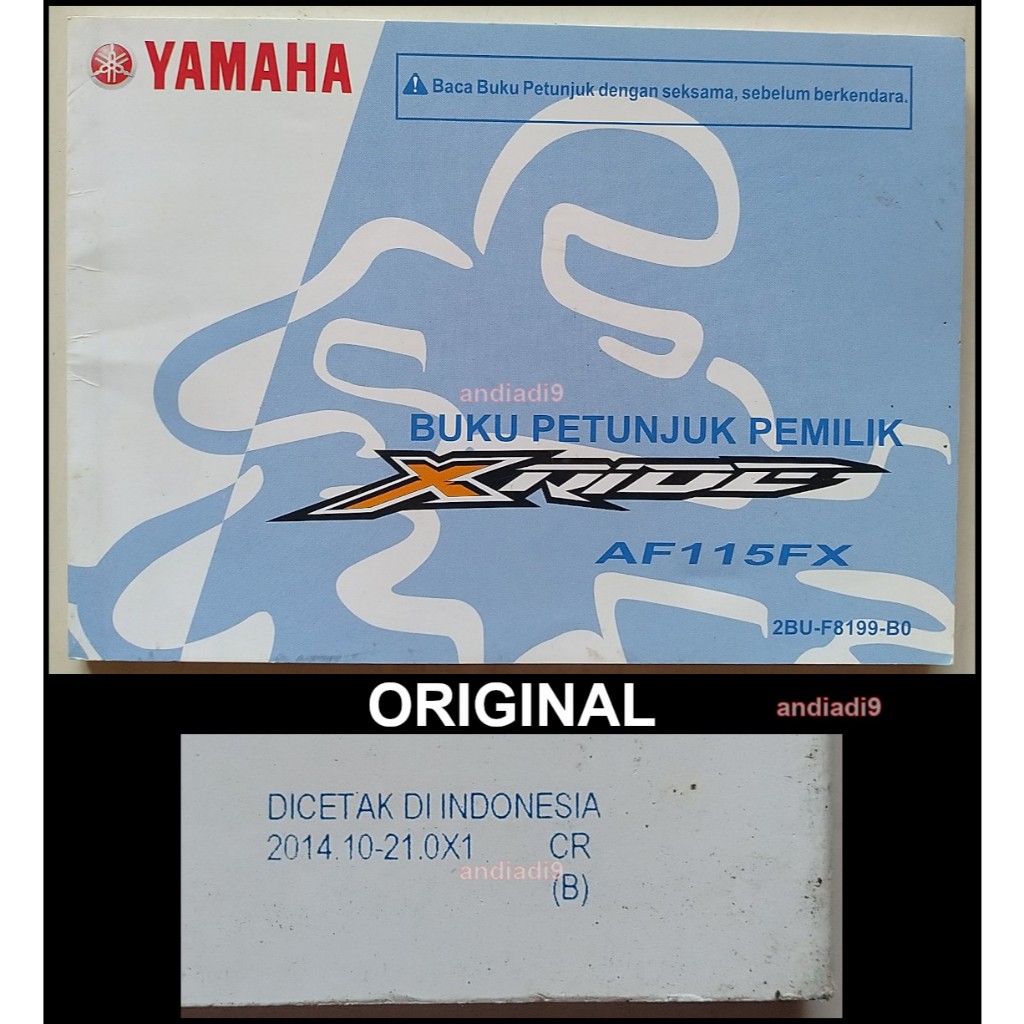 YAMAHA
Baca Buku Petunjuk dengan seksama, sebelum berkendara.
andiadi9
BUKU PETUNJUK PEMILIK
X RIDE
AF115FX
2BU-F8199-B0
ORIGINAL
andiadi9
DICETAK DI INDONESIA
2014.10-21.0X1 CR
andiadi9
(B)